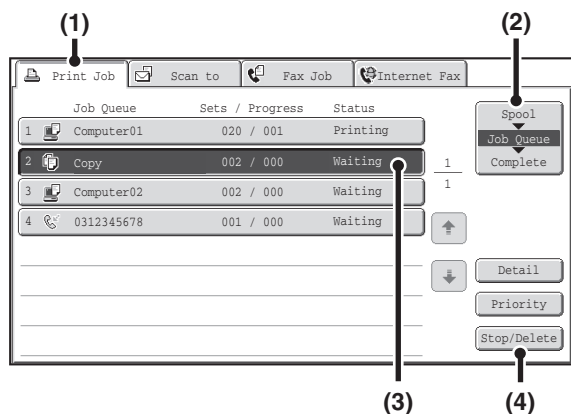 (1) (2)
Print Job Scan to Fax Job Internet Fax
Job Queue Sets / Progress Status
1 Computer01 020 / 001 Printing
2 Copy 002 / 000 Waiting
3 Computer02 002 / 000 Waiting
4 0312345678 001 / 000 Waiting
1
1
Spool
Job Queue
Complete
Detail
Priority
Stop/Delete
(3) (4)